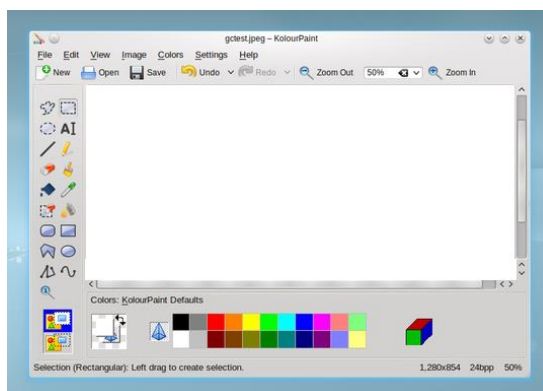 gctest.jpeg – KolourPaint
File Edit View Image Colors Settings Help
New Open Save Undo Redo Zoom Out 50% Zoom In
A
Colors: KolourPaint Defaults
Selection (Rectangular): Left drag to create selection. 1,280x854 24bpp 50%